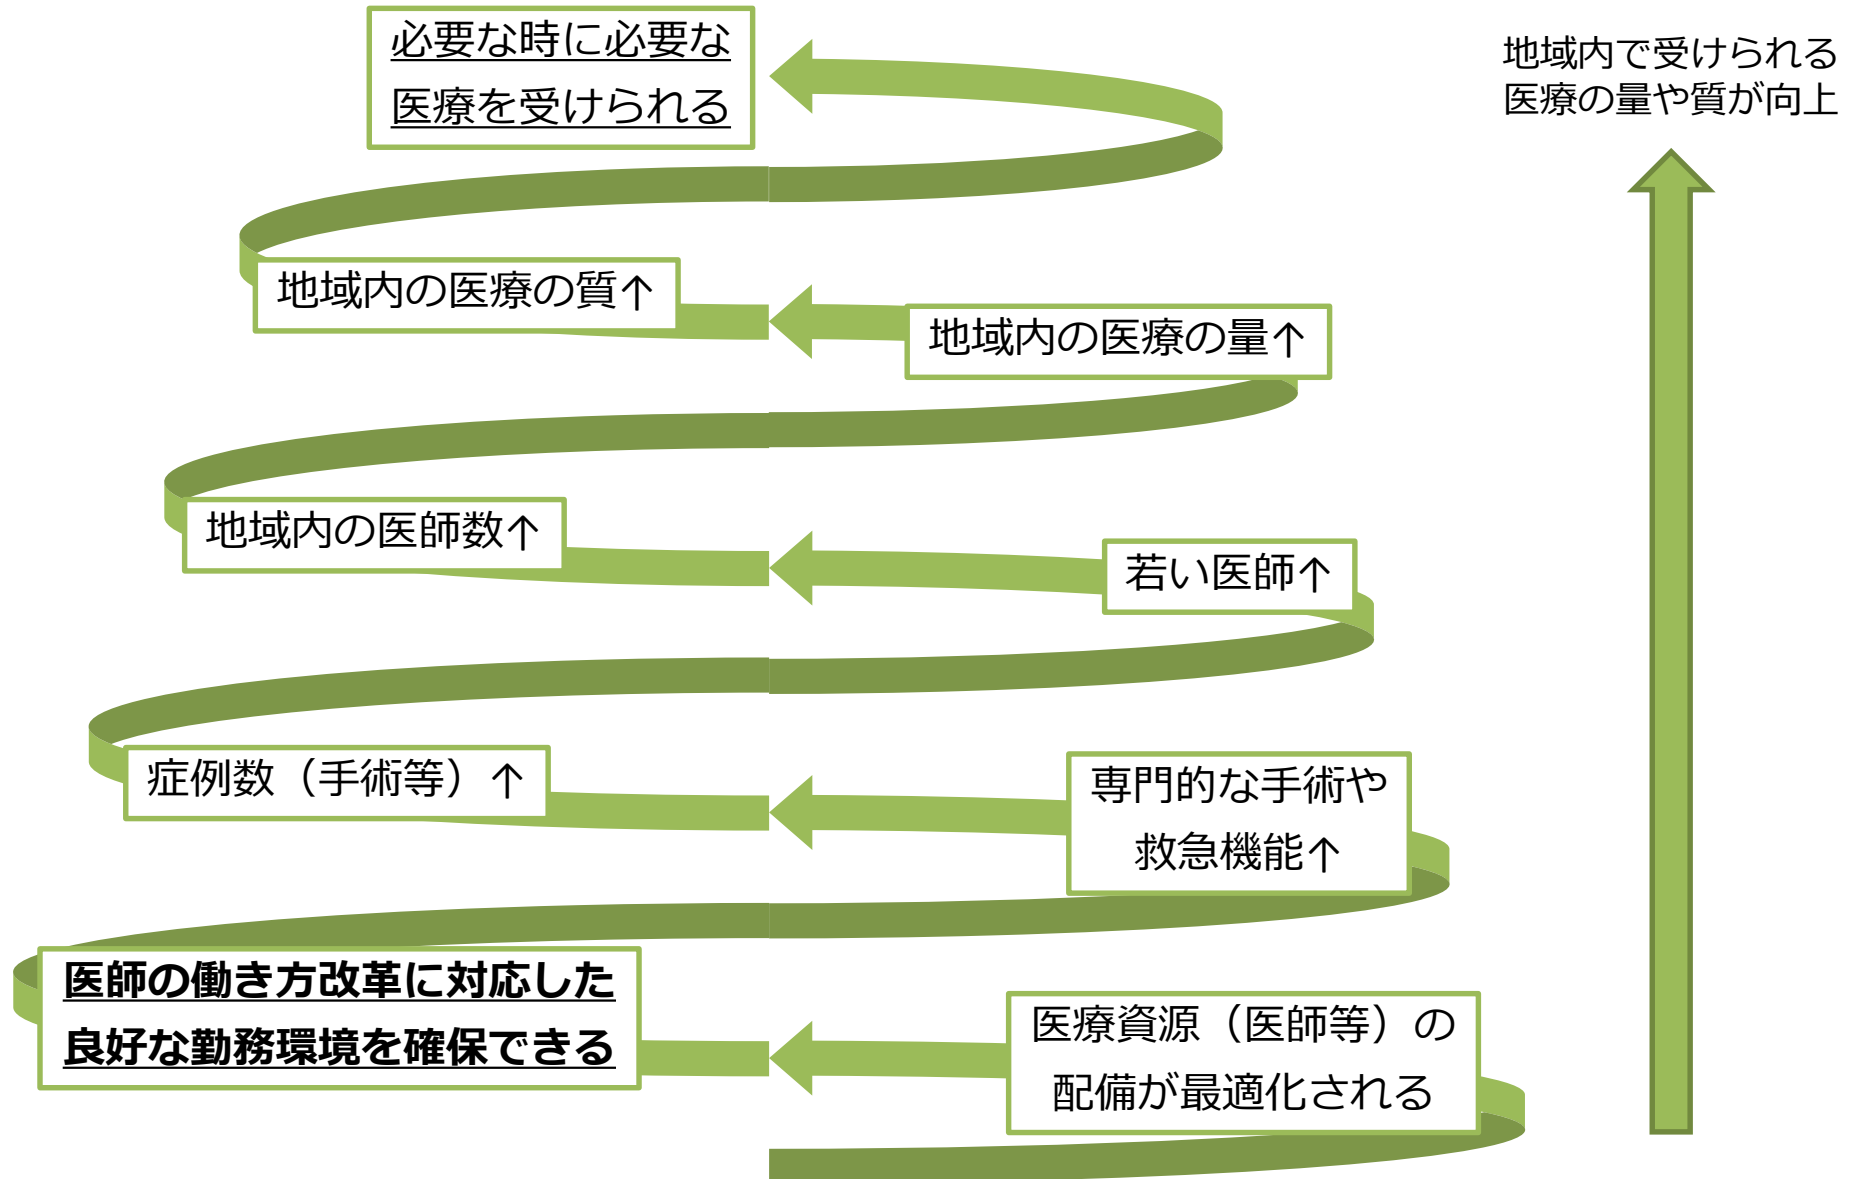 必要な時に必要な
医療を受けられる
地域内で受けられる
医療の量や質が向上
地域内の医療の質↑
地域内の医療の量↑
地域内の医師数↑
若い医師↑
症例数（手術等）↑
専門的な手術や
救急機能↑
医師の働き方改革に対応した
良好な勤務環境を確保できる
医療資源（医師等）の
配備が最適化される